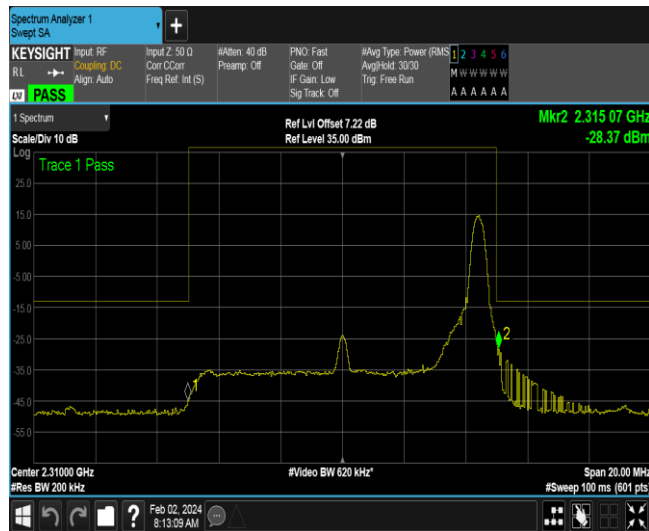 Spectrum Analyzer 1
Swept SA
+
KEYSIGHT
RL
LXI
PASS
Input: RF
Coupling: DC
Align: Auto
Input Z: 50 Ω
Corr CCorr
Freq Ref: Int (S)
#Atten: 40 dB
Preamp: Off
PNO: Fast
Gate: Off
IF Gain: Low
Sig Track: Off
#Avg Type: Power (RMS
Avg|Hold: 30/30
Trig: Free Run
1 2 3 4 5 6
M W W W W W
A A A A A A
1 Spectrum
Scale/Div 10 dB
Ref Lvl Offset 7.22 dB
Ref Level 35.00 dBm
Mkr2 2.315 07 GHz
-28.37 dBm
Log
Trace 1 Pass
25.0
15.0
5.00
-5.00
-15.0
-25.0
-35.0
-45.0
-55.0
1
2
Center 2.31000 GHz
#Res BW 200 kHz
#Video BW 620 kHz*
Span 20.00 MHz
#Sweep 100 ms (601 pts)
?
Feb 02, 2024
8:13:09 AM